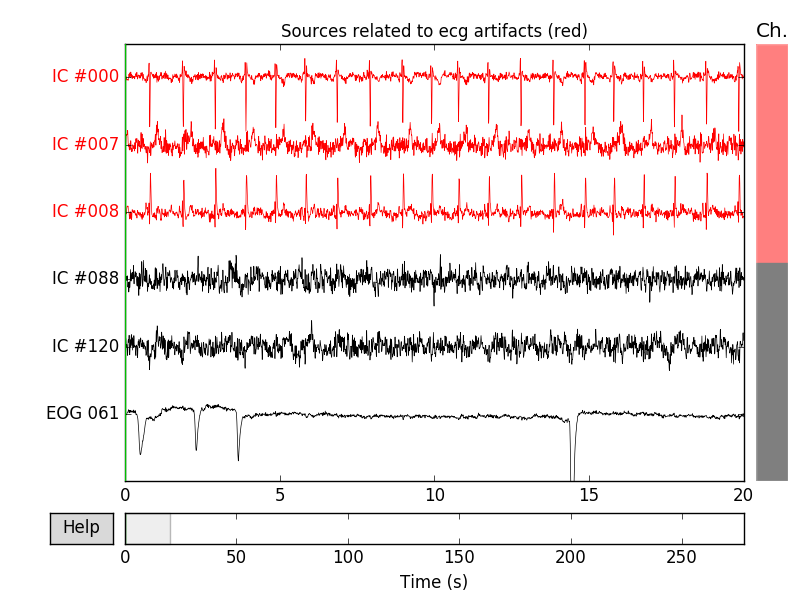 Sources related to ecg artifacts (red)
Ch.
IC #000
IC #007
IC #008
IC #088
IC #120
EOG 061
0 5 10 15 20
Help
0 50 100 150 200 250
Time (s)